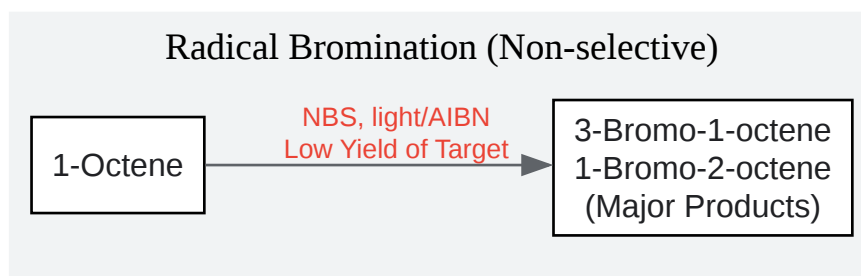 Radical Bromination (Non-selective)
1-Octene
NBS, light/AIBN
Low Yield of Target
3-Bromo-1-octene
1-Bromo-2-octene
(Major Products)